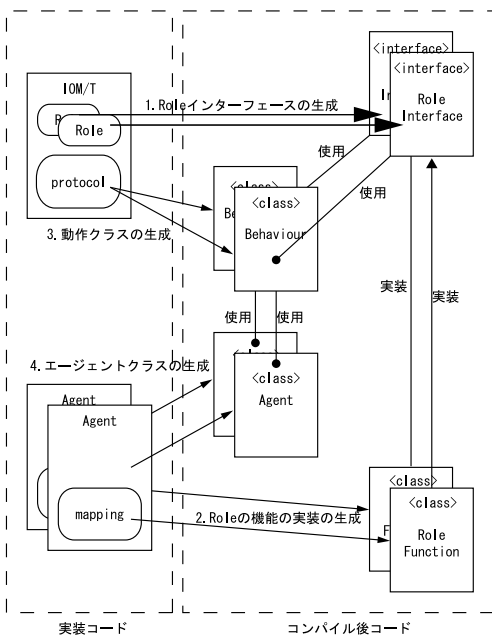 <interface>
<interface>
Role
Interface
IOM/T
Role
protocol
1.Roleインターフェースの生成
使用
使用
<class>
<class>
Behaviour
3.動作クラスの生成
使用
使用
実装
実装
4.エージェントクラスの生成
<class>
Agent
Agent
Agent
mapping
2.Roleの機能の実装の生成
<class>
<class>
Role
Function
実装コード
コンパイル後コード